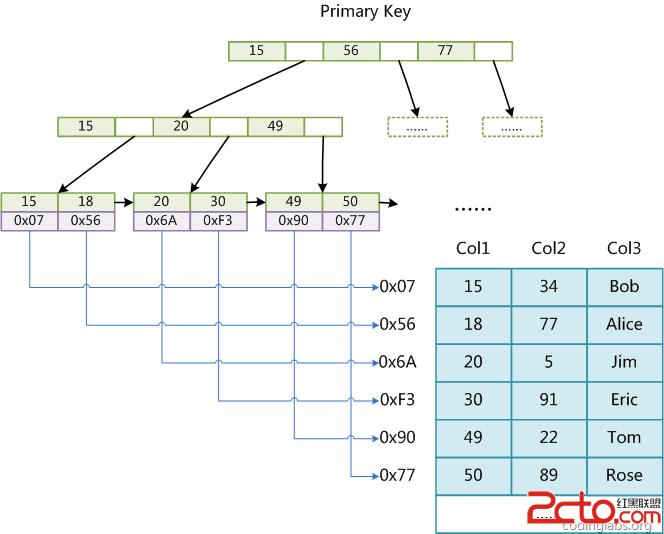 Primary Key
15 56 77
15 20 49
...... ......
15 18 20 30 49 50
0x07 0x56 0x6A 0xF3 0x90 0x77
......
Col1 Col2 Col3
0x07 15 34 Bob
0x56 18 77 Alice
0x6A 20 5 Jim
0xF3 30 91 Eric
0x90 49 22 Tom
0x77 50 89 Rose
......
2cto.com 红黑联盟
codinglabs.org